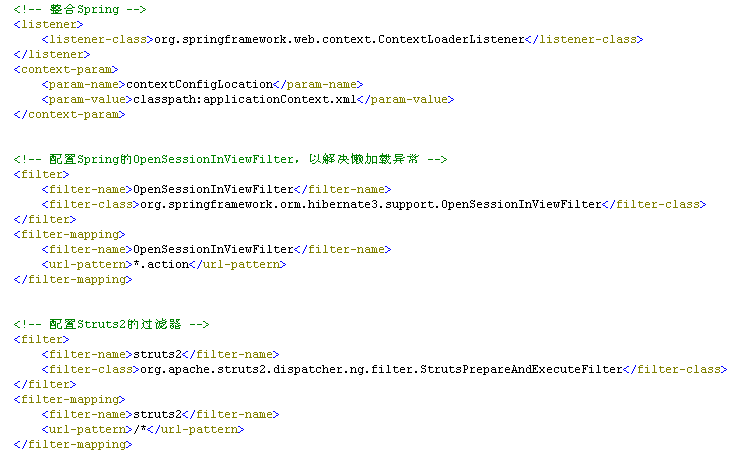 <!-- 整合Spring -->
<listener>
    <listener-class>org.springframework.web.context.ContextLoaderListener</listener-class>
</listener>
<context-param>
    <param-name>contextConfigLocation</param-name>
    <param-value>classpath:applicationContext.xml</param-value>
</context-param>
<!-- 配置Spring的OpenSessionInViewFilter，以解决懒加载异常 -->
<filter>
    <filter-name>OpenSessionInViewFilter</filter-name>
    <filter-class>org.springframework.orm.hibernate3.support.OpenSessionInViewFilter</filter-class>
</filter>
<filter-mapping>
    <filter-name>OpenSessionInViewFilter</filter-name>
    <url-pattern>*.action</url-pattern>
</filter-mapping>
<!-- 配置Struts2的过滤器 -->
<filter>
    <filter-name>struts2</filter-name>
    <filter-class>org.apache.struts2.dispatcher.ng.filter.StrutsPrepareAndExecuteFilter</filter-class>
</filter>
<filter-mapping>
    <filter-name>struts2</filter-name>
    <url-pattern>/*</url-pattern>
</filter-mapping>